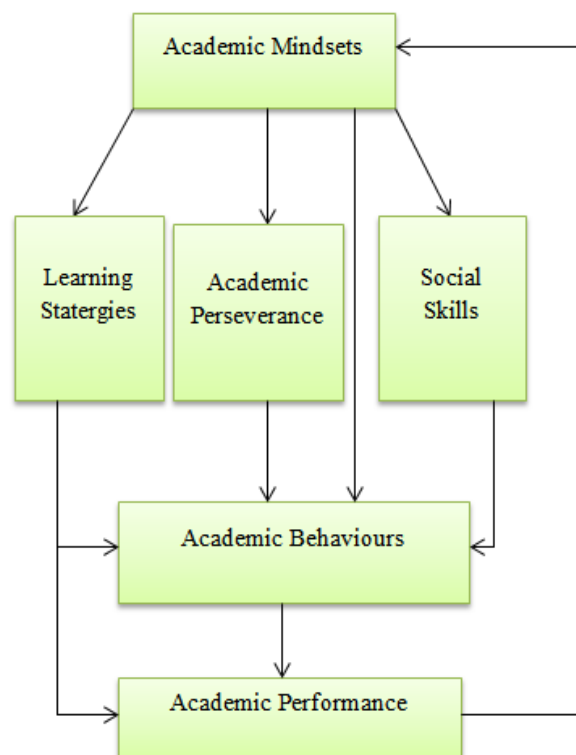 Academic Mindsets
Learning
Statergies
Academic
Perseverance
Social
Skills
Academic Behaviours
Academic Performance